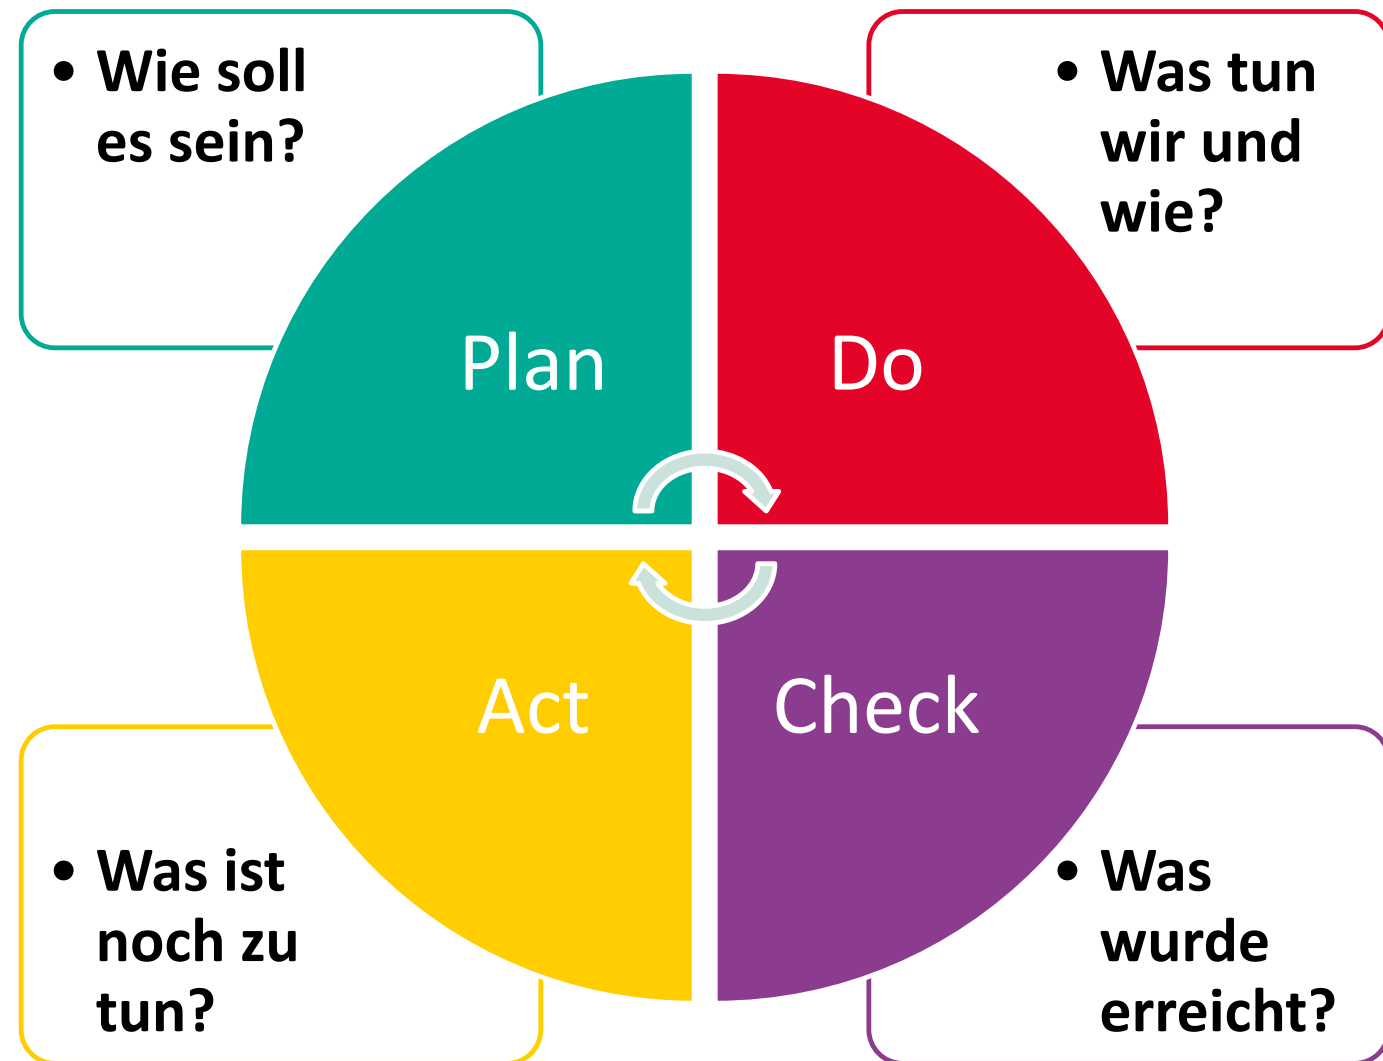 • Wie soll
es sein?
• Was tun
wir und
wie?
Plan
Do
Act
Check
• Was ist
noch zu
tun?
• Was
wurde
erreicht?